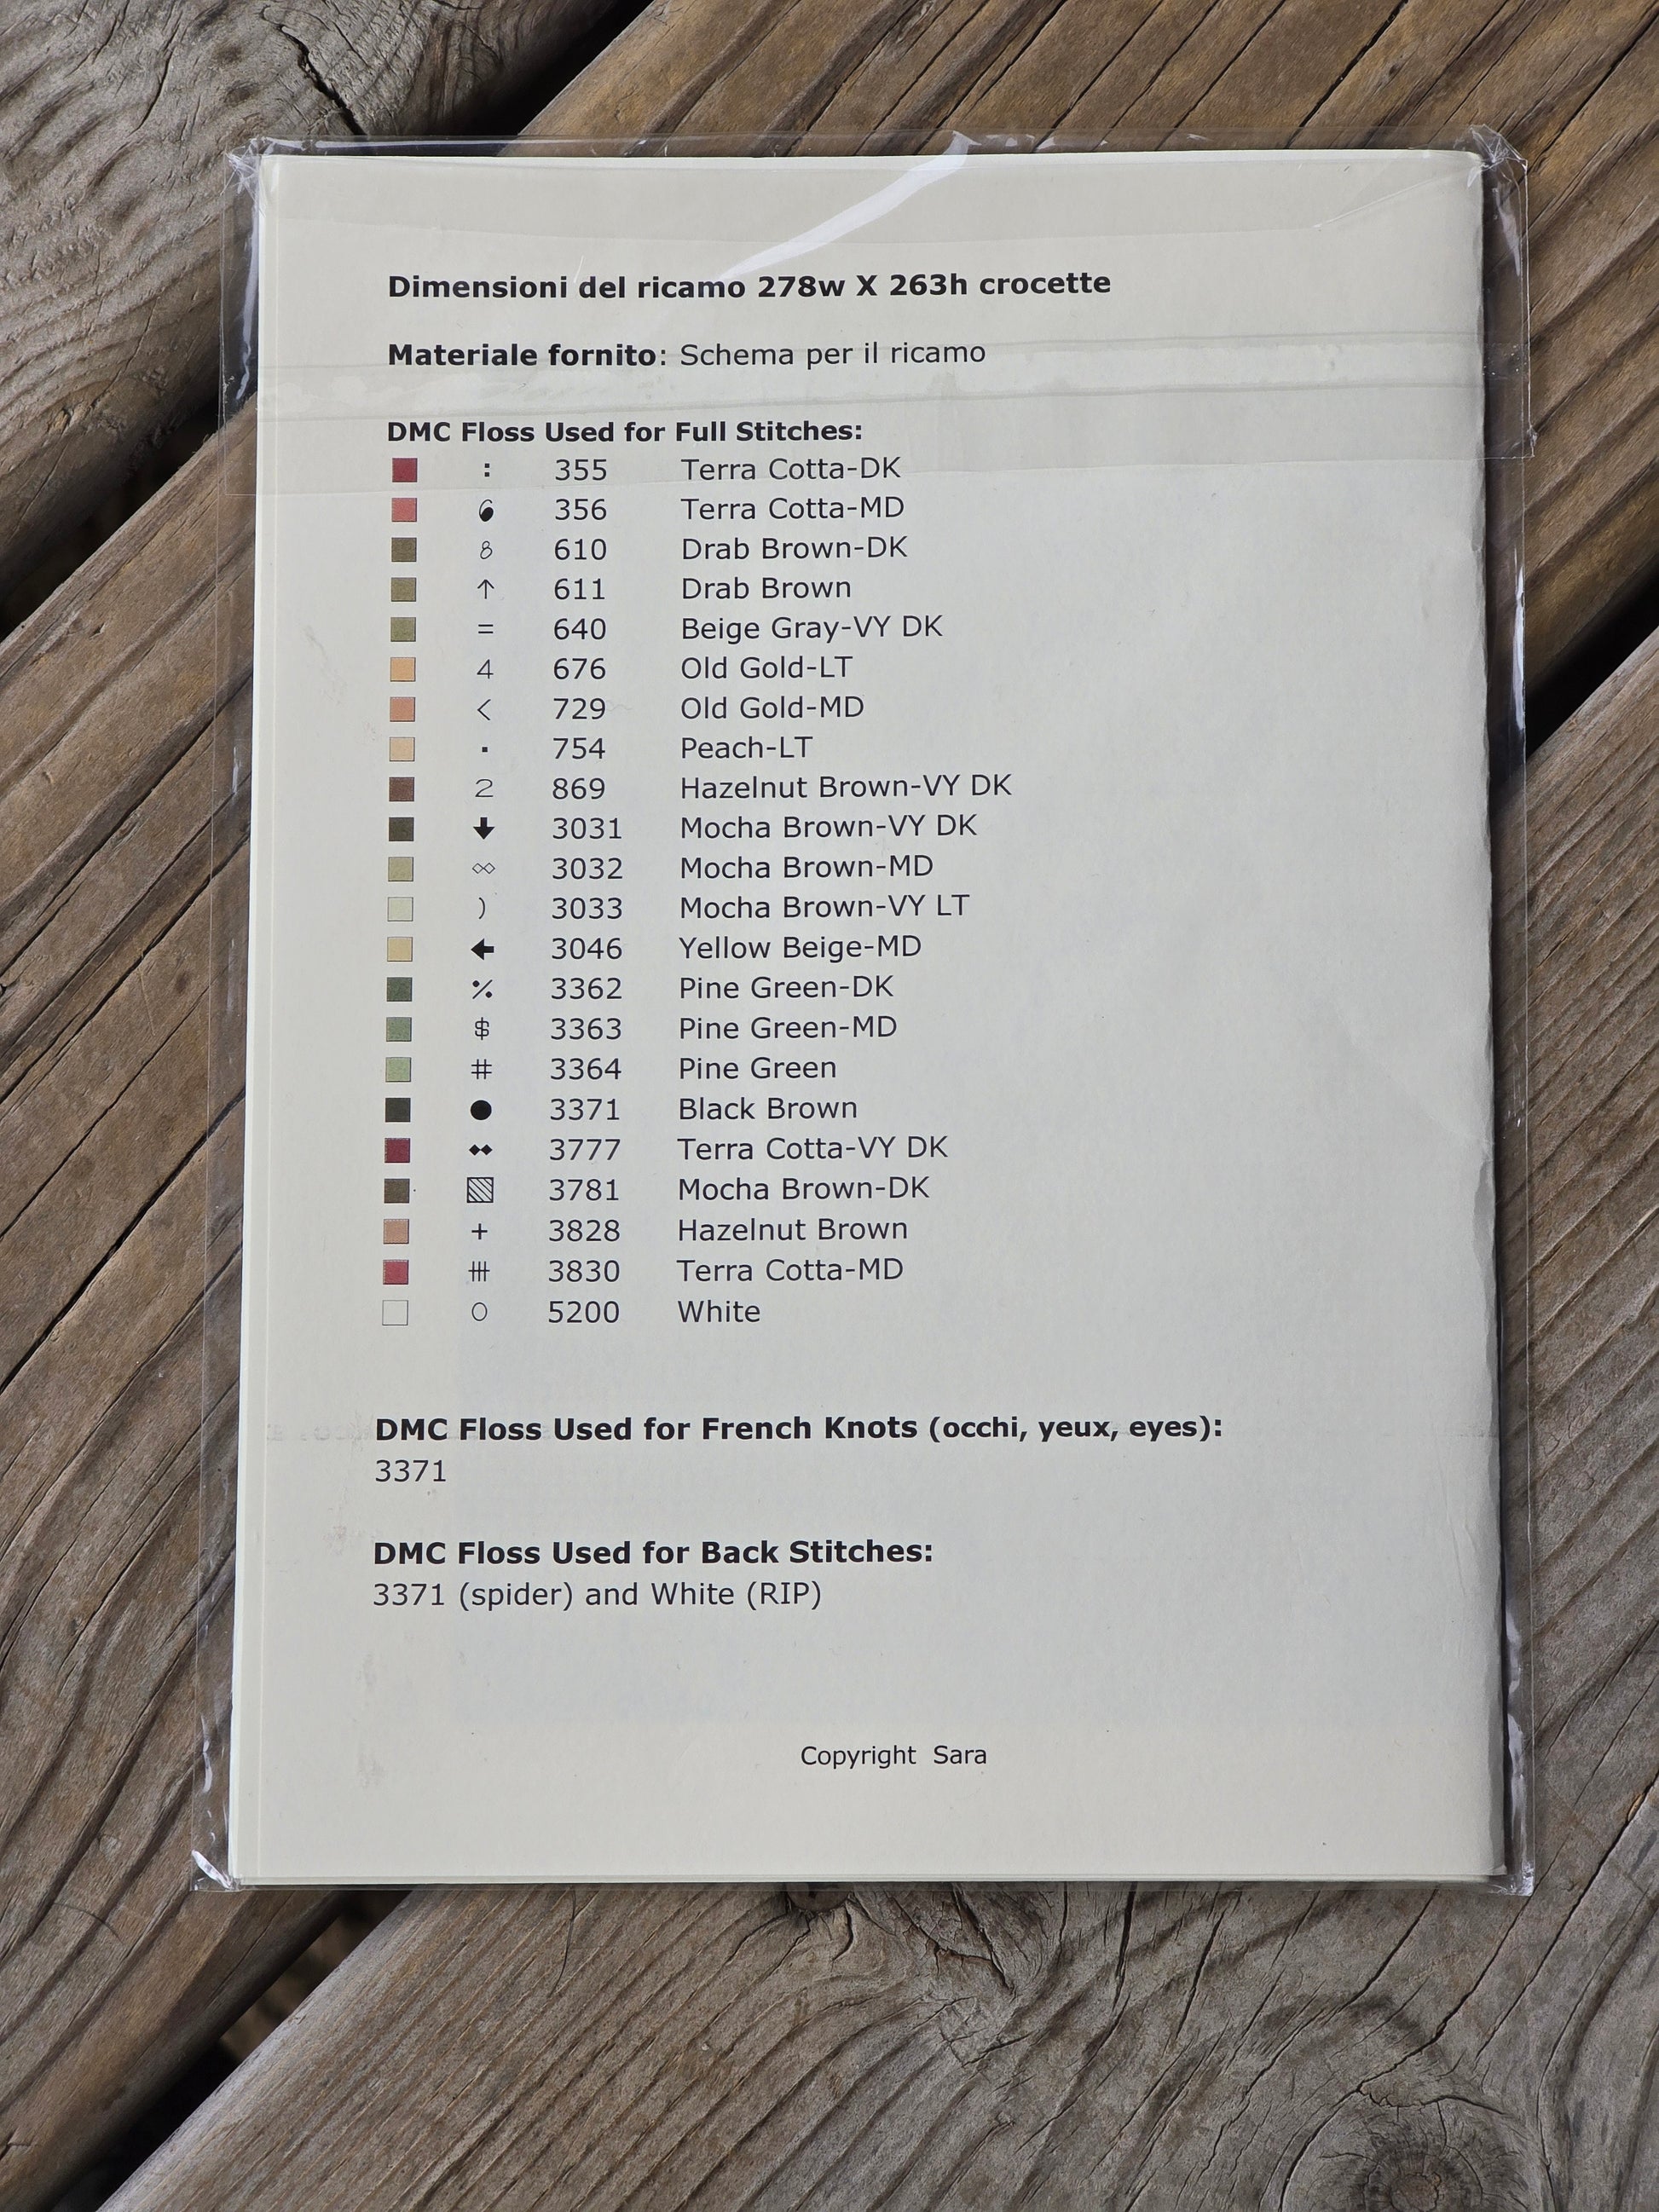 Dimensioni del ricamo 278w X 263h crocette
Materiale fornito: Schema per il ricamo
DMC Floss Used for Full Stitches:
: 355 Terra Cotta-DK
356 Terra Cotta-MD
8 610 Drab Brown-DK
↑ 611 Drab Brown
= 640 Beige Gray-VY DK
4 676 Old Gold-LT
< 729 Old Gold-MD
· 754 Peach-LT
2 869 Hazelnut Brown-VY DK
🡇 3031 Mocha Brown-VY DK
∞ 3032 Mocha Brown-MD
) 3033 Mocha Brown-VY LT
🡄 3046 Yellow Beige-MD
٪ 3362 Pine Green-DK
$ 3363 Pine Green-MD
# 3364 Pine Green
● 3371 Black Brown
◆◆ 3777 Terra Cotta-VY DK
▧ 3781 Mocha Brown-DK
+ 3828 Hazelnut Brown
卌 3830 Terra Cotta-MD
0 5200 White
DMC Floss Used for French Knots (occhi, yeux, eyes):
3371
DMC Floss Used for Back Stitches:
3371 (spider) and White (RIP)
Copyright Sara